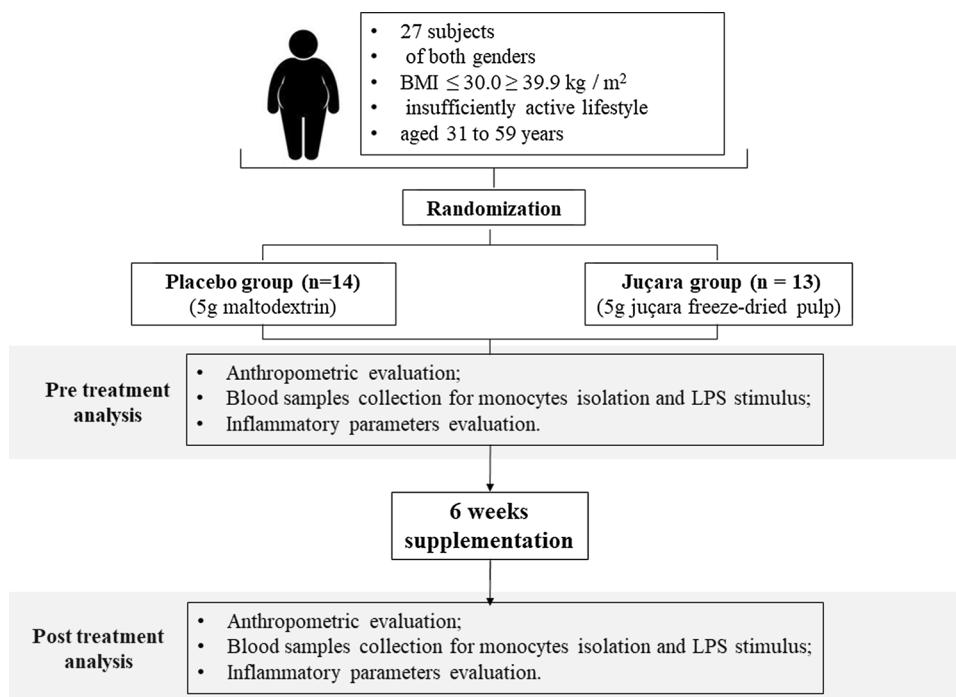 • 27 subjects
• of both genders
• BMI ≤ 30.0 ≥ 39.9 kg / m²
• insufficiently active lifestyle
• aged 31 to 59 years
Randomization
Placebo group (n=14)
(5g maltodextrin)
Juçara group (n = 13)
(5g juçara freeze-dried pulp)
Pre treatment
analysis
• Anthropometric evaluation;
• Blood samples collection for monocytes isolation and LPS stimulus;
• Inflammatory parameters evaluation.
6 weeks
supplementation
Post treatment
analysis
• Anthropometric evaluation;
• Blood samples collection for monocytes isolation and LPS stimulus;
• Inflammatory parameters evaluation.